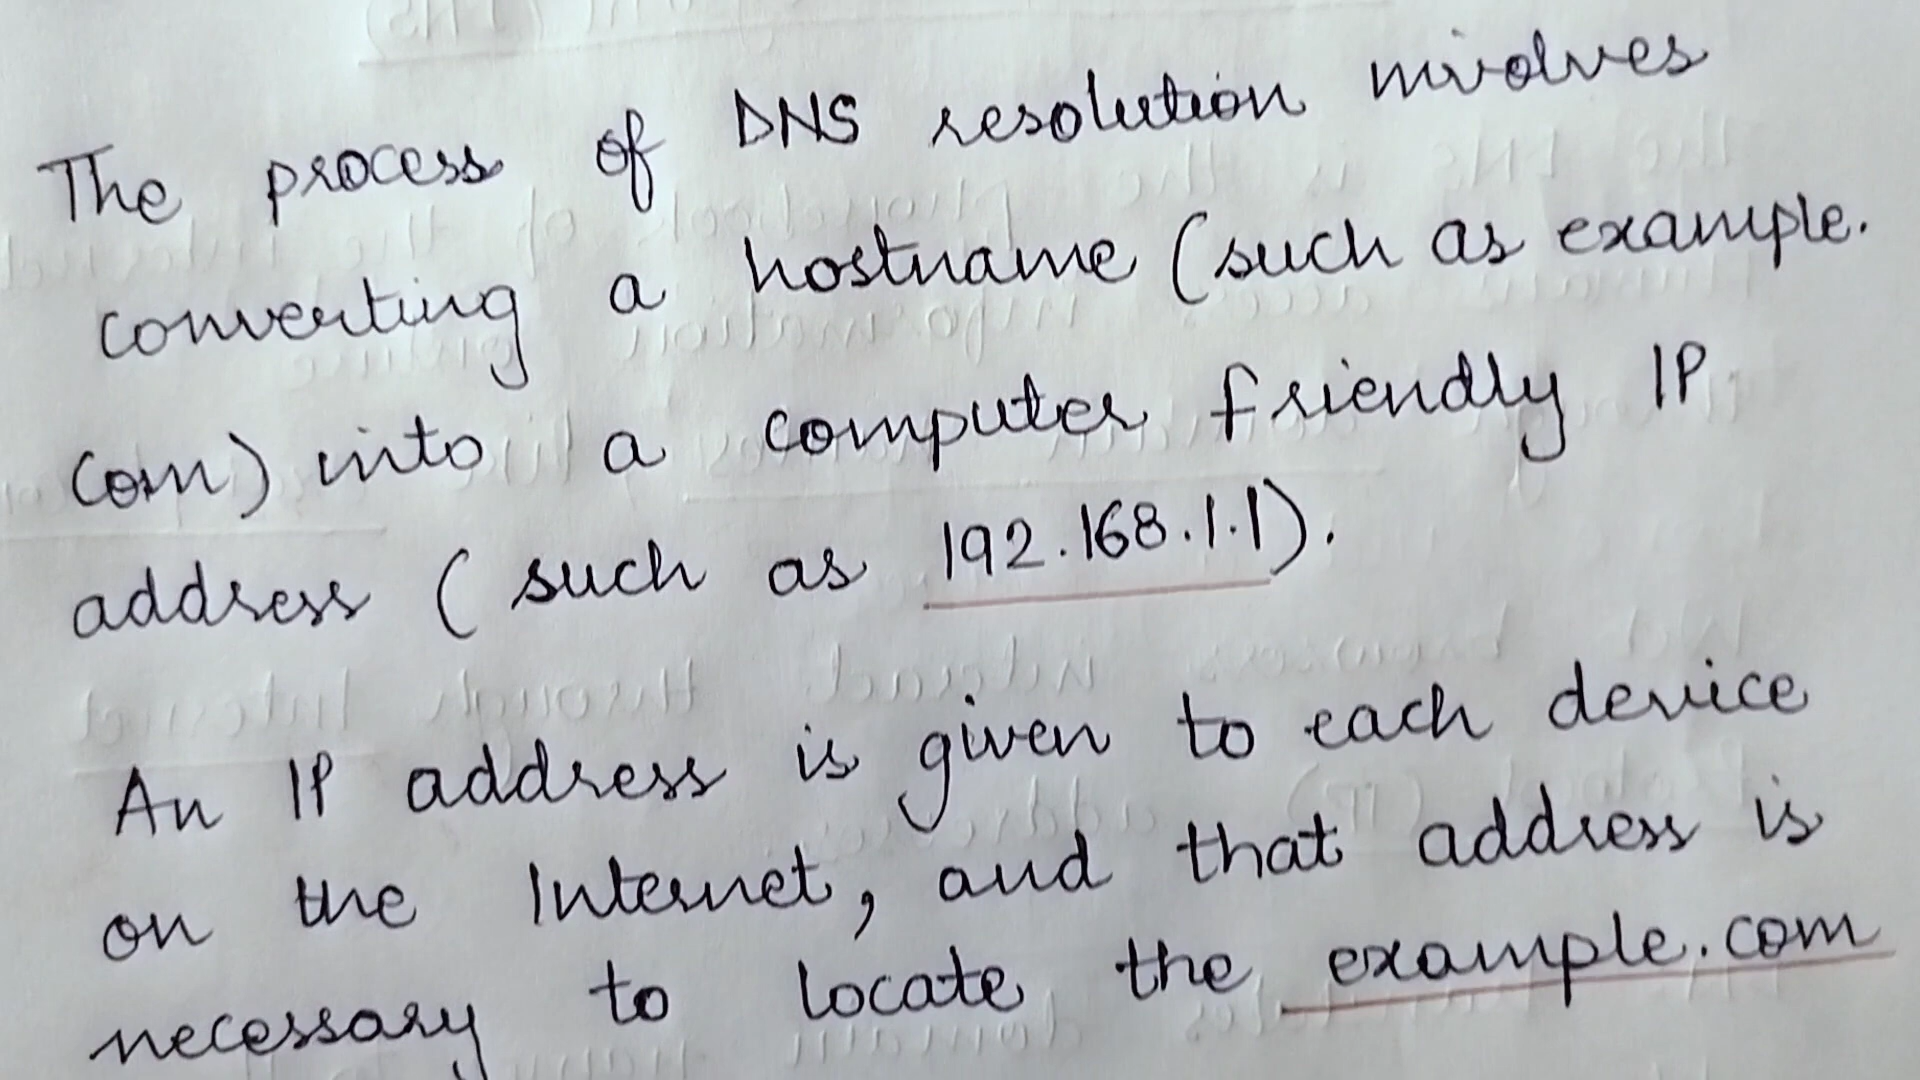 The process of DNS resolution involves
converting a hostname (such as example.
com) into a computer friendly IP
address (such as 192.168.1.1).
An IP address is given to each device
on the Internet, and that address is
necessary to locate the example.com